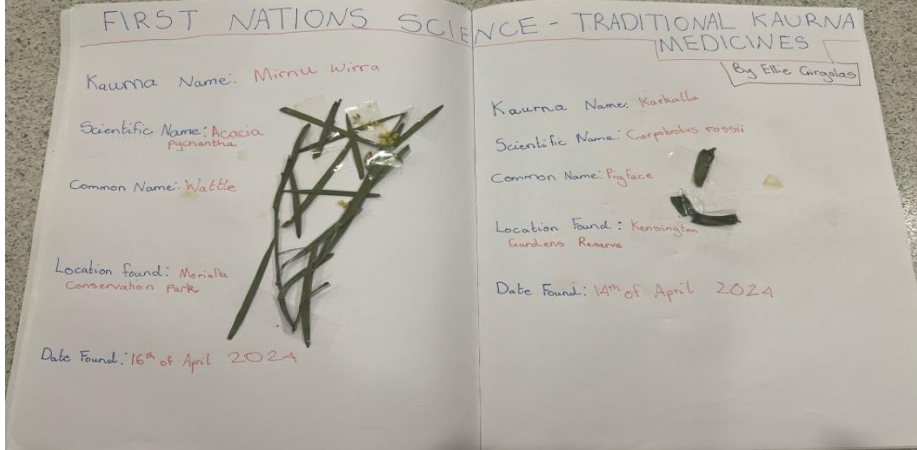 FIRST NATIONS SCIENCE - TRADITIONAL KAURNA
MEDICINES
By Ellie Girgolas
Kaurna Name: Mirnu Wirra
Scientific Name: Acacia
pycnantha
Common Name: Wattle
Location found: Morialta
Conservation Park
Date Found: 16th of April 2024
Kaurna Name: Karkalla
Scientific Name: Carpobrotus rossii
Common Name: Pigface
Location Found: Kensington
Gardens Reserve
Date Found: 14th of April 2024